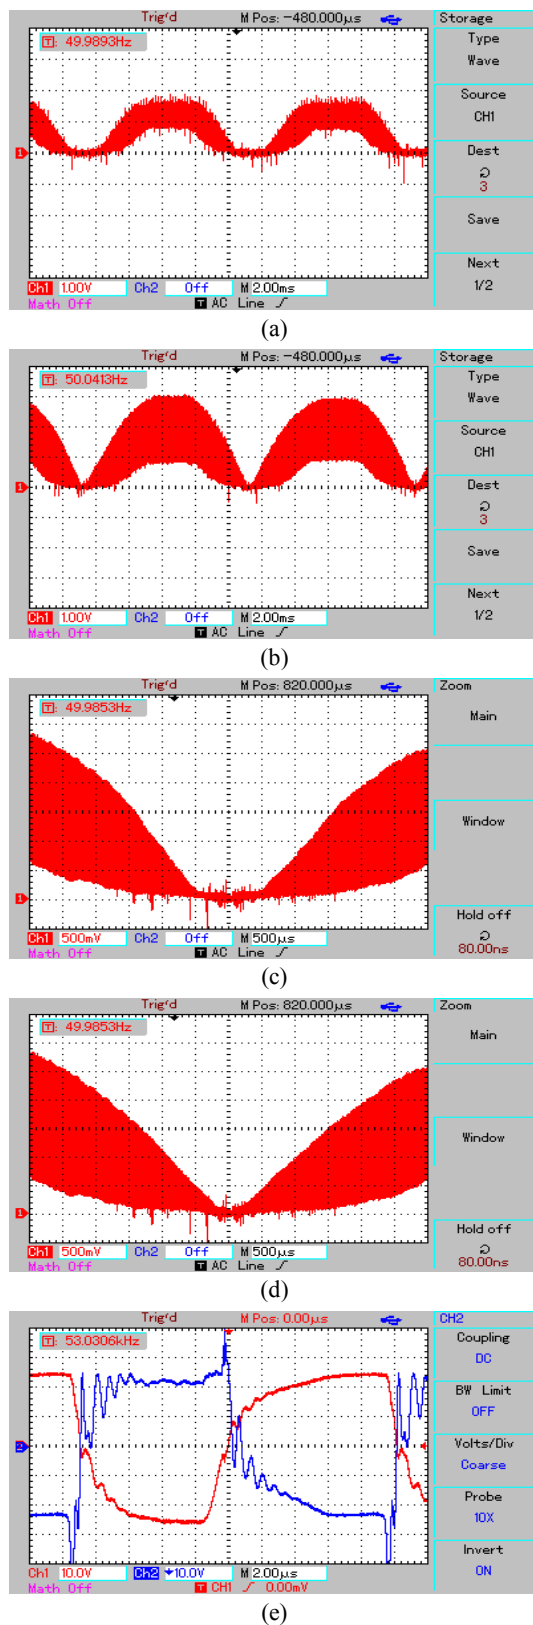 Trig'd M Pos: -480.000µs Storage
T: 49.9893Hz Type
Wave
Source
CH1
1 Dest
3
Save
Next
Ch1 1.00V Ch2 Off M 2.00ms 1/2
Math Off T AC Line
(a)
Trig'd M Pos: -480.000µs Storage
T: 50.0413Hz Type
Wave
Source
CH1
1 Dest
3
Save
Next
Ch1 1.00V Ch2 Off M 2.00ms 1/2
Math Off T AC Line
(b)
Trig'd M Pos: 820.000µs Zoom
T: 49.9853Hz Main
Window
1 Hold off
Ch1 500mV Ch2 Off M 500µs
Math Off T AC Line 80.00ns
(c)
Trig'd M Pos: 820.000µs Zoom
T: 49.9853Hz Main
Window
1 Hold off
Ch1 500mV Ch2 Off M 500µs
Math Off T AC Line 80.00ns
(d)
Trig'd M Pos: 0.00µs CH2
T: 53.0306kHz Coupling
DC
BW Limit
OFF
2 Volts/Div
Coarse
Probe
10X
Invert
Ch1 10.0V Ch2 10.0V M 2.00µs ON
Math Off T CH1 0.00mV
(e)